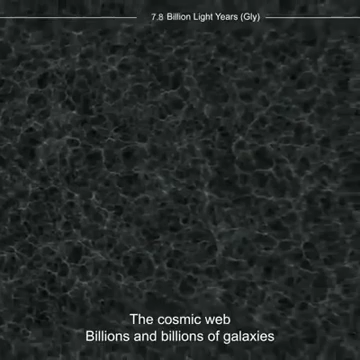 7.8 Billion Light Years (Gly)
The cosmic web
Billions and billions of galaxies